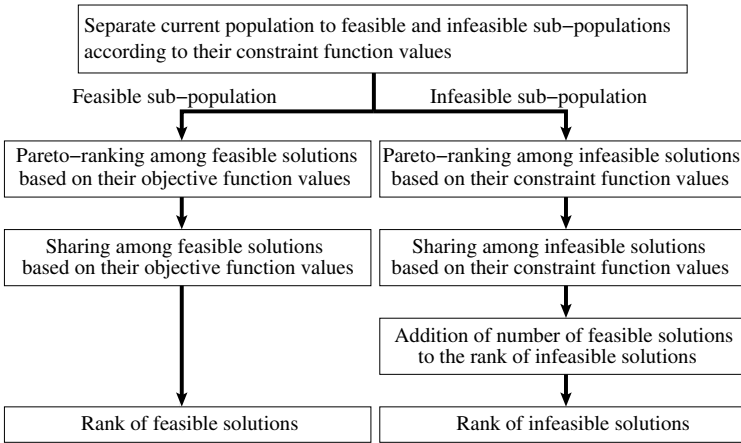 Separate current population to feasible and infeasible sub−populations
according to their constraint function values
Feasible sub−population
Infeasible sub−population
Pareto−ranking among feasible solutions
based on their objective function values
Pareto−ranking among infeasible solutions
based on their constraint function values
Sharing among feasible solutions
based on their objective function values
Sharing among infeasible solutions
based on their constraint function values
Addition of number of feasible solutions
to the rank of infeasible solutions
Rank of feasible solutions
Rank of infeasible solutions